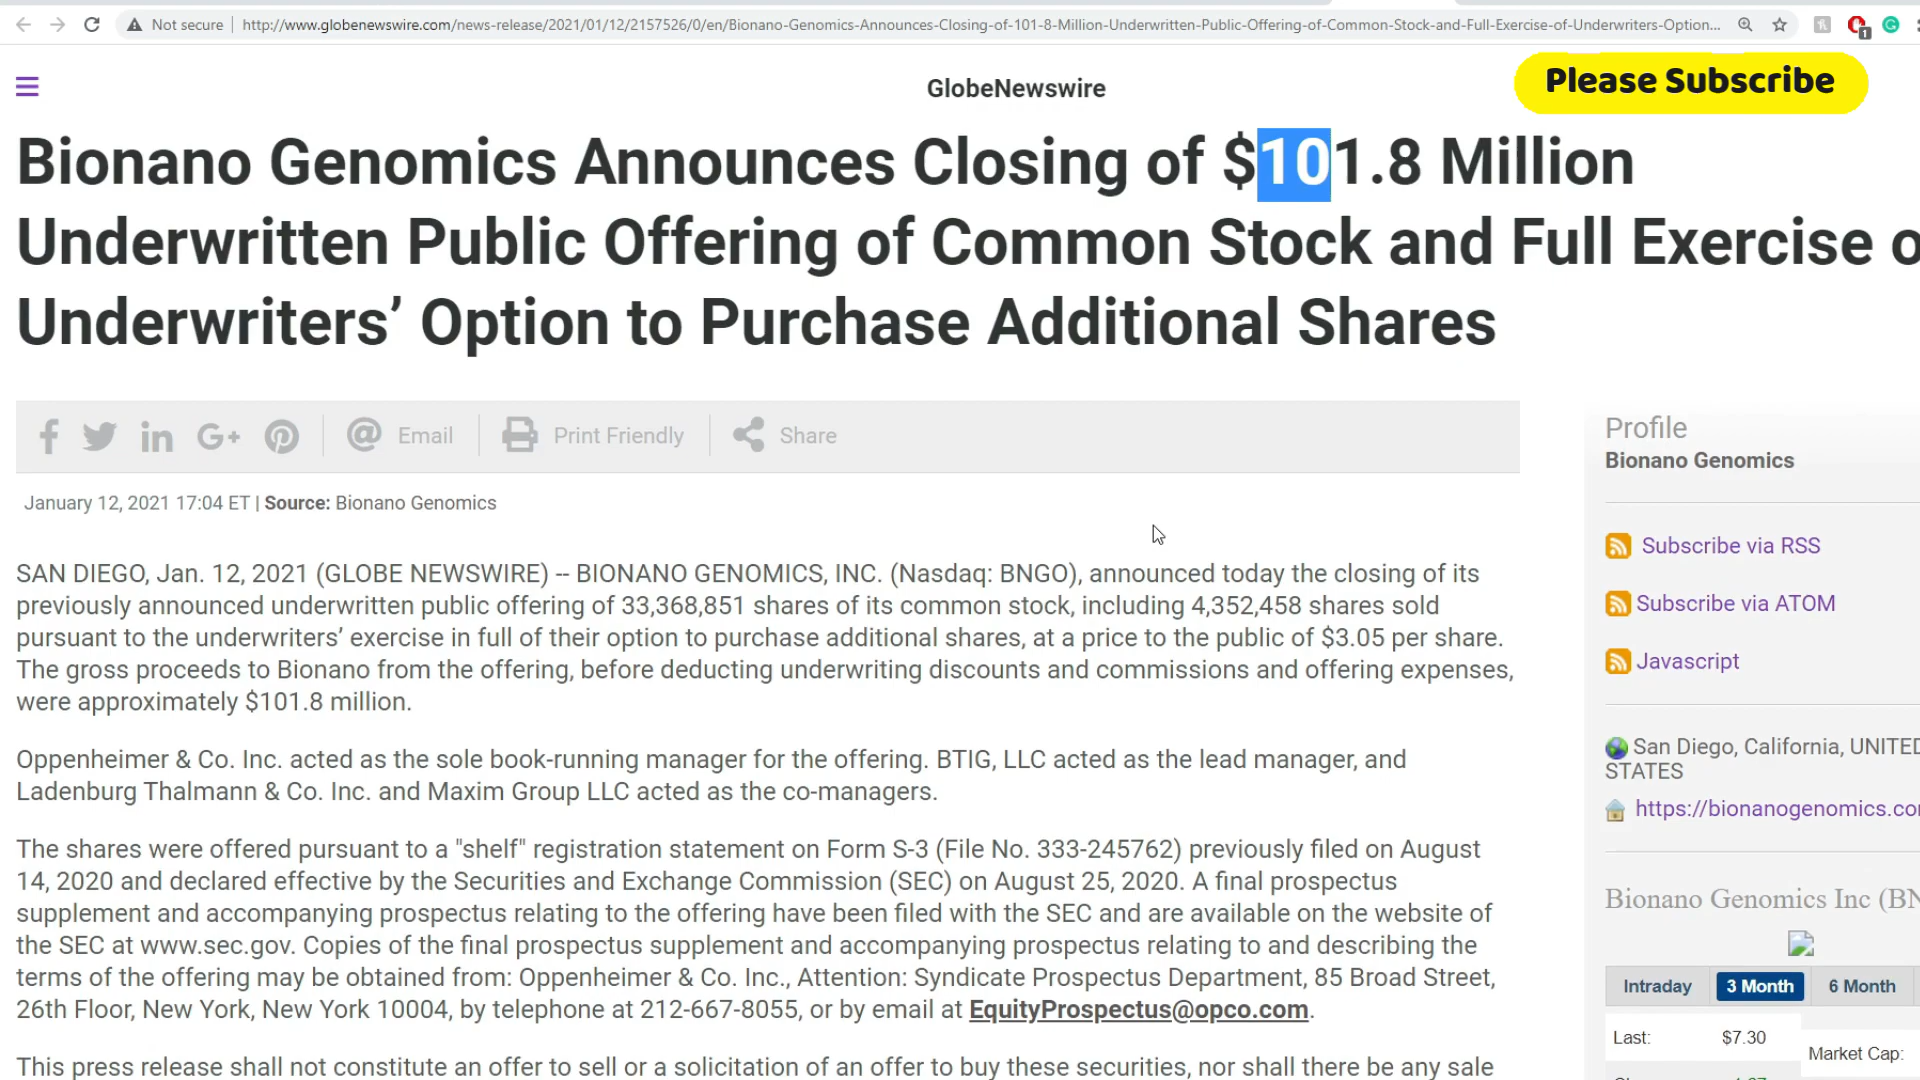 Not secure
http://www.globenewswire.com/news-release/2021/01/12/2157526/0/en/Bionano-Genomics-Announces-Closing-of-101-8-Million-Underwritten-Public-Offering-of-Common-Stock-and-Full-Exercise-of-Underwriters-Option...
1
GlobeNewswire
Please Subscribe
Bionano Genomics Announces Closing of $101.8 Million
Underwritten Public Offering of Common Stock and Full Exercise o
Underwriters’ Option to Purchase Additional Shares
Email
Print Friendly
Share
January 12, 2021 17:04 ET | Source: Bionano Genomics
SAN DIEGO, Jan. 12, 2021 (GLOBE NEWSWIRE) -- BIONANO GENOMICS, INC. (Nasdaq: BNGO), announced today the closing of its
previously announced underwritten public offering of 33,368,851 shares of its common stock, including 4,352,458 shares sold
pursuant to the underwriters’ exercise in full of their option to purchase additional shares, at a price to the public of $3.05 per share.
The gross proceeds to Bionano from the offering, before deducting underwriting discounts and commissions and offering expenses,
were approximately $101.8 million.
Oppenheimer & Co. Inc. acted as the sole book-running manager for the offering. BTIG, LLC acted as the lead manager, and
Ladenburg Thalmann & Co. Inc. and Maxim Group LLC acted as the co-managers.
The shares were offered pursuant to a "shelf" registration statement on Form S-3 (File No. 333-245762) previously filed on August
14, 2020 and declared effective by the Securities and Exchange Commission (SEC) on August 25, 2020. A final prospectus
supplement and accompanying prospectus relating to the offering have been filed with the SEC and are available on the website of
the SEC at www.sec.gov. Copies of the final prospectus supplement and accompanying prospectus relating to and describing the
terms of the offering may be obtained from: Oppenheimer & Co. Inc., Attention: Syndicate Prospectus Department, 85 Broad Street,
26th Floor, New York, New York 10004, by telephone at 212-667-8055, or by email at EquityProspectus@opco.com.
This press release shall not constitute an offer to sell or a solicitation of an offer to buy these securities, nor shall there be any sale
Profile
Bionano Genomics
Subscribe via RSS
Subscribe via ATOM
Javascript
San Diego, California, UNITED
STATES
https://bionanogenomics.co
Bionano Genomics Inc (BN
Intraday
3 Month
6 Month
Last:
$7.30
Market Cap: